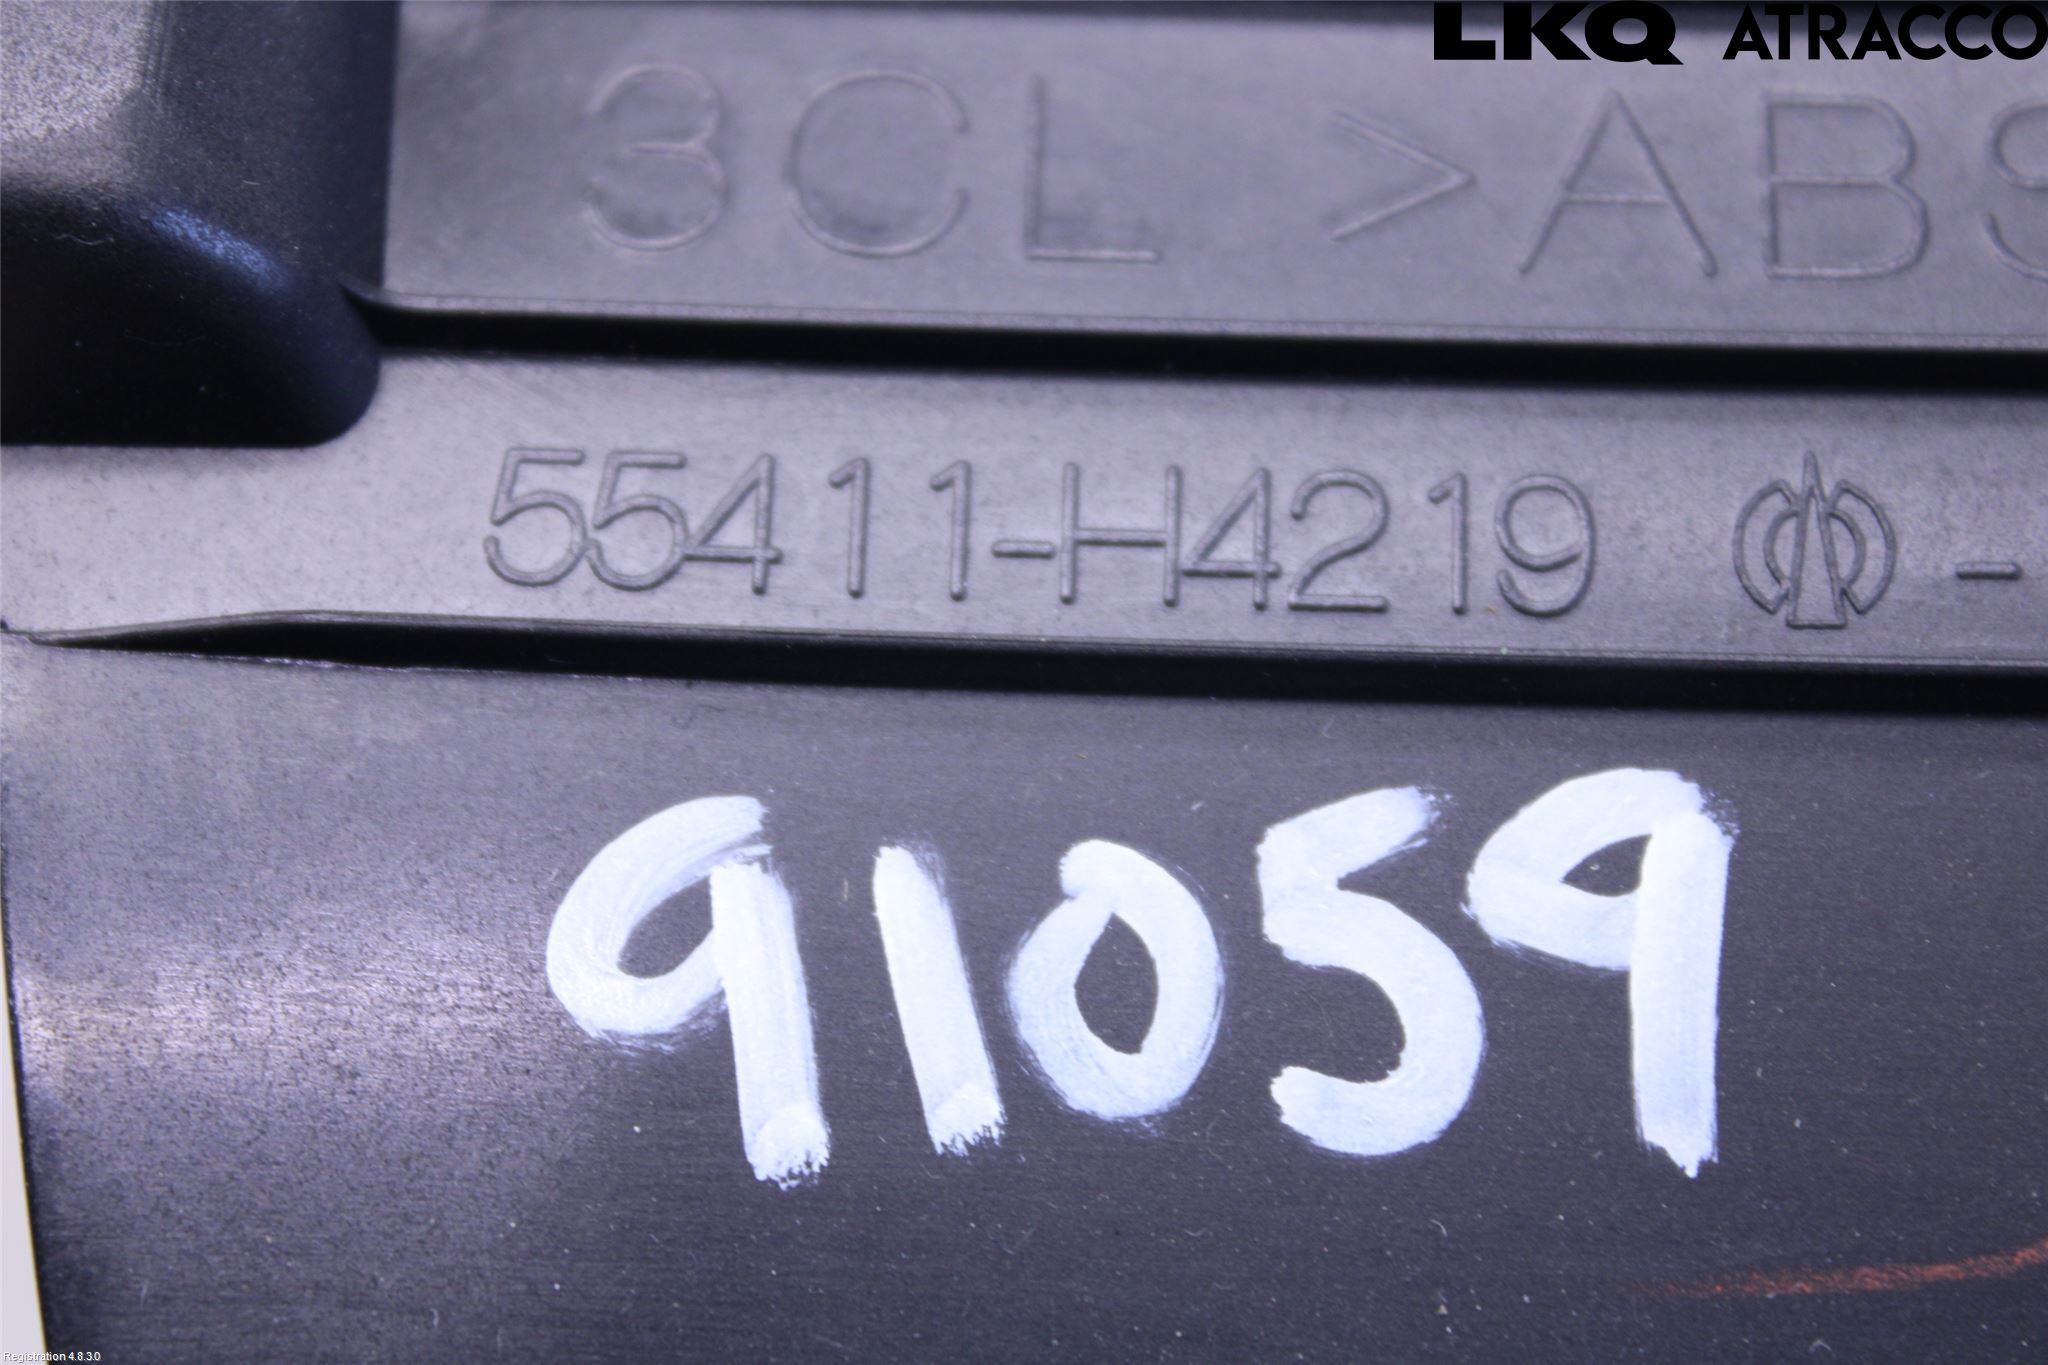 LKQ ATRACCO
3CL >ABS
55411-H4219 -
91059
Registration 4.8.3.0